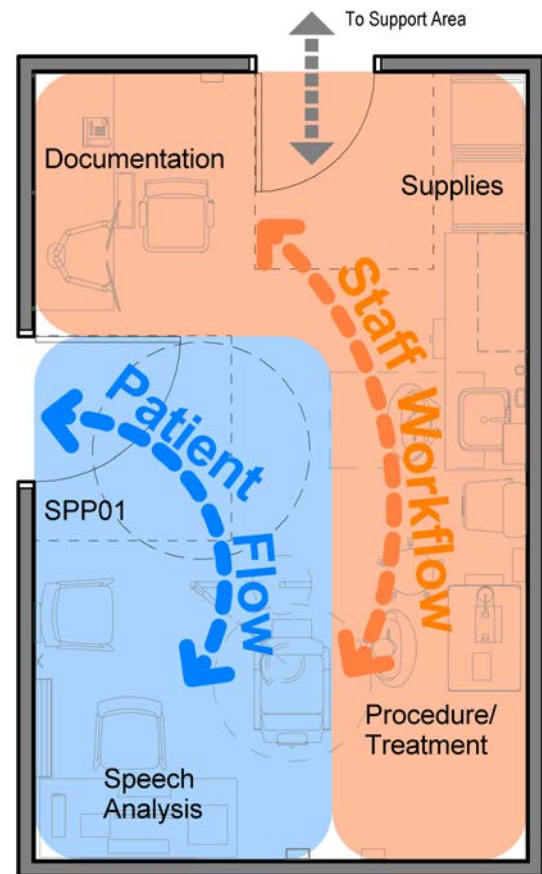 To Support Area
Documentation
Supplies
Staff Workflow
Patient Flow
SPP01
Procedure/
Treatment
Speech
Analysis